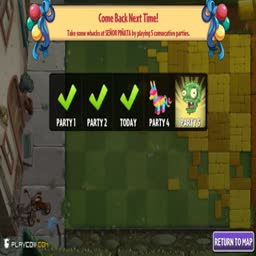 Come Back Next Time!
Take some whacks at SEÑOR PIÑATA by playing 5 consecutive parties.
PARTY 1
PARTY 2
TODAY
PARTY 4
PARTY 5
PLAYCOW.COM
RETURN TO MAP